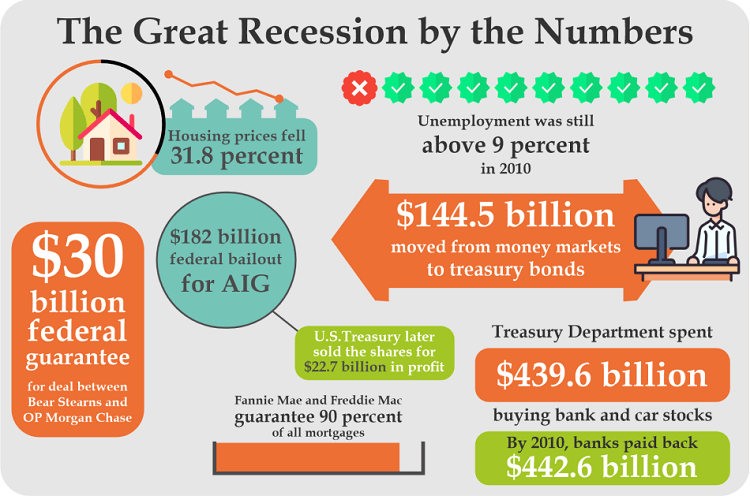 The Great Recession by the Numbers
Housing prices fell
31.8 percent
Unemployment was still
above 9 percent
in 2010
$144.5 billion
moved from money markets
to treasury bonds
$30
billion
federal
guarantee
for deal between
Bear Stearns and
OP Morgan Chase
$182 billion
federal bailout
for AIG
U.S.Treasury later
sold the shares for
$22.7 billion in profit
Fannie Mae and Freddie Mac
guarantee 90 percent
of all mortgages
Treasury Department spent
$439.6 billion
buying bank and car stocks
By 2010, banks paid back
$442.6 billion